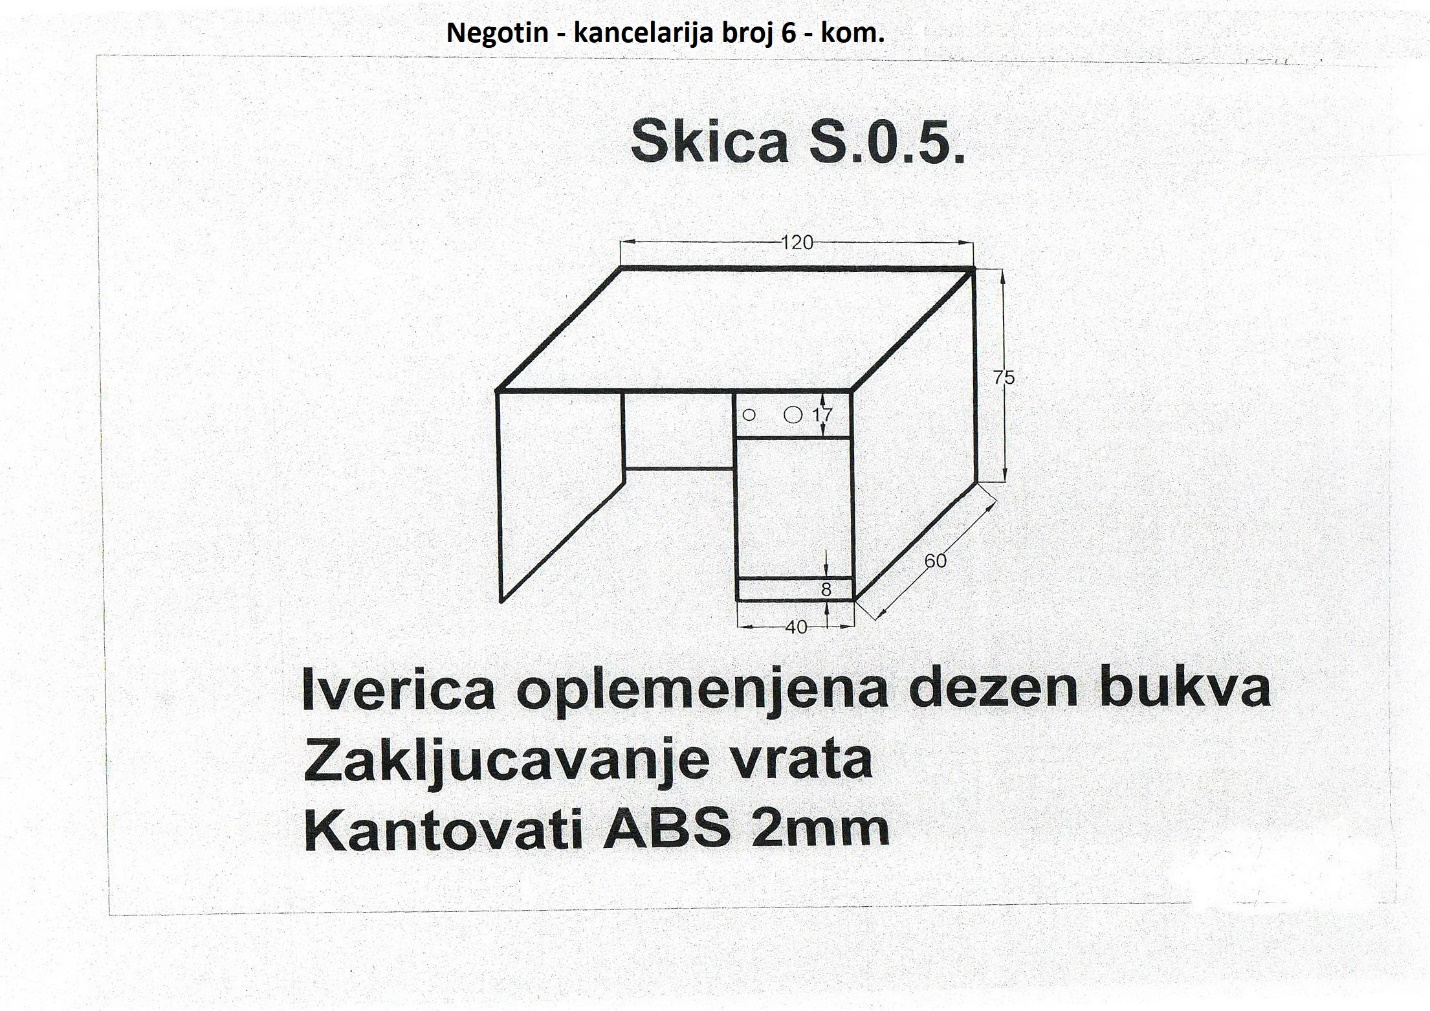 Negotin - kancelarija broj 6 - kom.
Skica S.0.5.
120
75
17
60
8
40
Iverica oplemenjena dezen bukva
Zakljucavanje vrata
Kantovati ABS 2mm